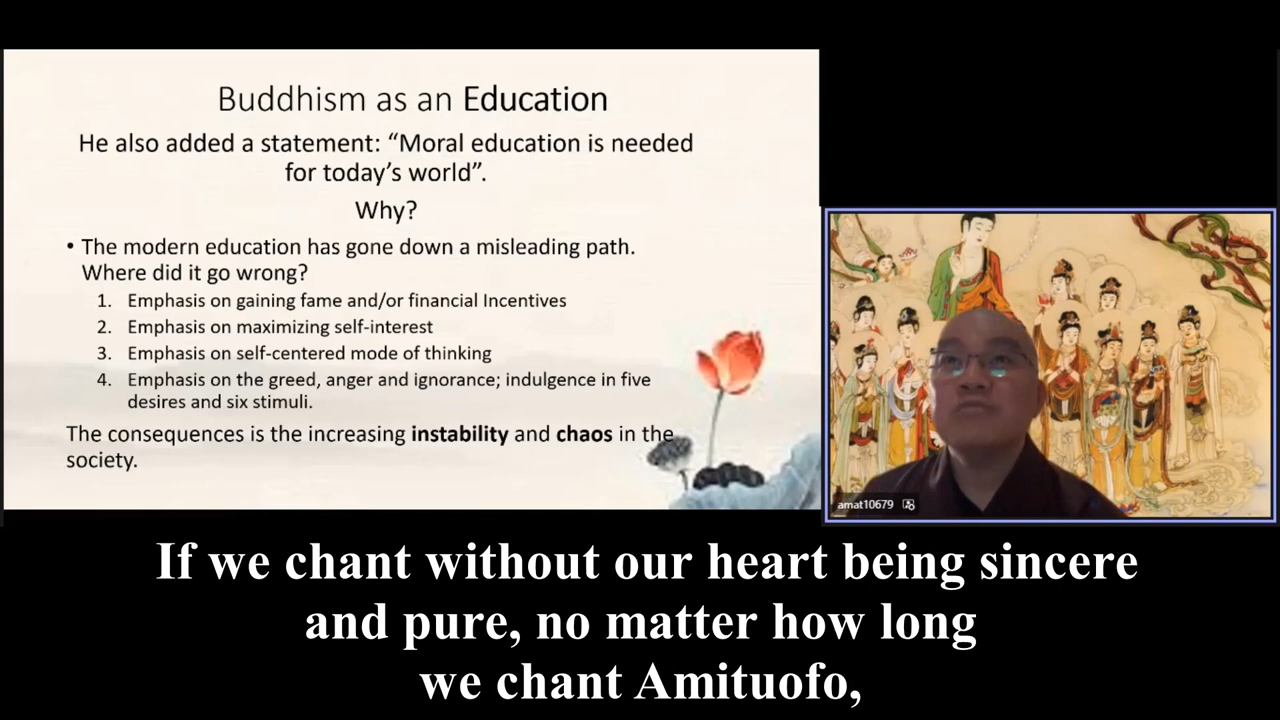 Buddhism as an Education
He also added a statement: “Moral education is needed
for today’s world”.
Why?
• The modern education has gone down a misleading path.
Where did it go wrong?
1. Emphasis on gaining fame and/or financial Incentives
2. Emphasis on maximizing self-interest
3. Emphasis on self-centered mode of thinking
4. Emphasis on the greed, anger and ignorance; indulgence in five
desires and six stimuli.
The consequences is the increasing instability and chaos in the
society.
amat10679
If we chant without our heart being sincere
and pure, no matter how long
we chant Amituofo,